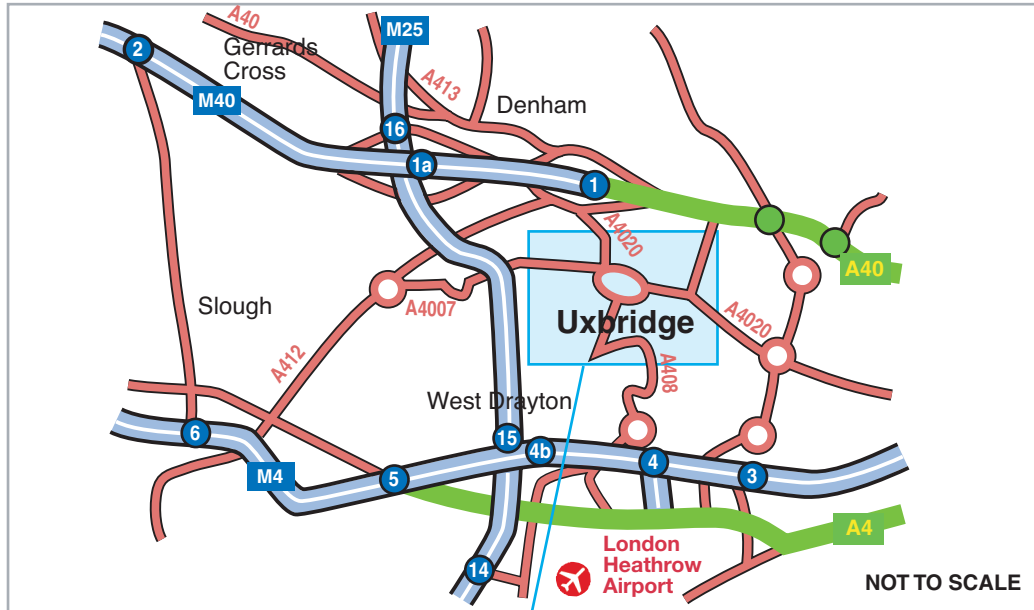 A40
M25
2
Gerrards
Cross
A413
M40
Denham
16
1a
1
A4020
A40
Slough
A4007
Uxbridge
A4020
A412
A408
West Drayton
6
15
4b
4
3
M4
5
A4
London
Heathrow
Airport
14
NOT TO SCALE